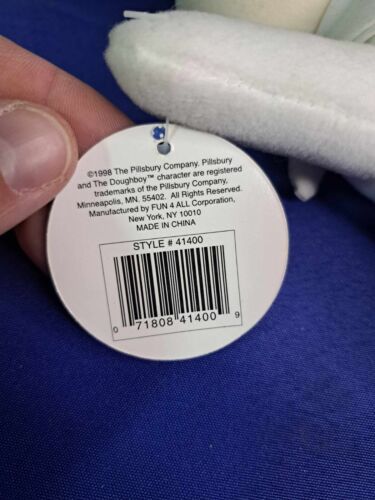 ©1998 The Pillsbury Company. Pillsbury
and The Doughboy™ character are registered
trademarks of the Pillsbury Company,
Minneapolis, MN. 55402. All Rights Reserved.
Manufactured by FUN 4 ALL Corporation,
New York, NY 10010
MADE IN CHINA
STYLE # 41400
0 71808 41400 9